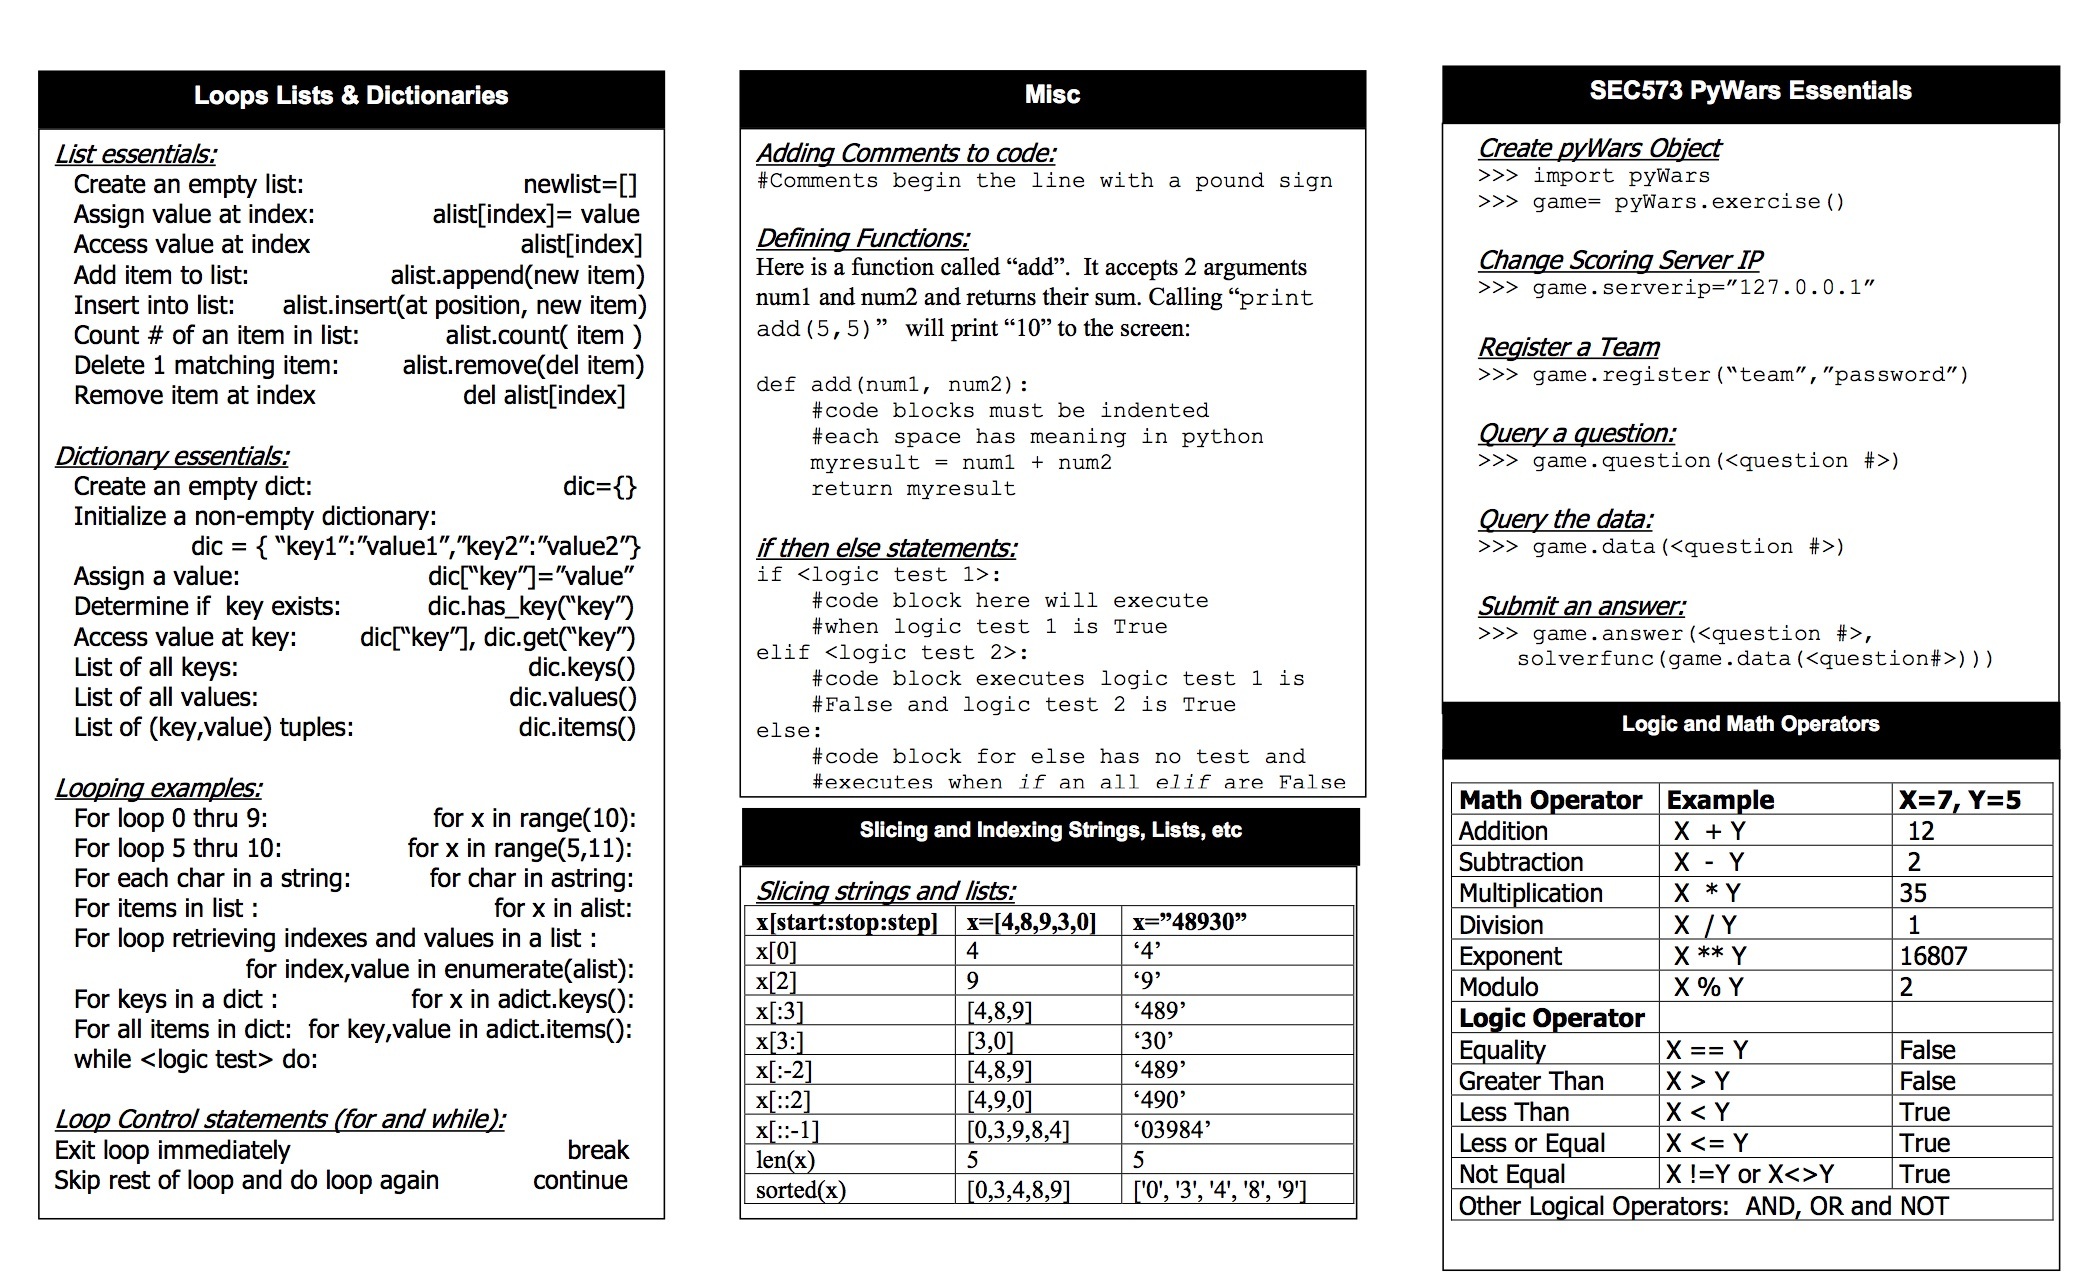 Loops Lists & Dictionaries
List essentials:
Create an empty list: newlist=[]
Assign value at index: alist[index]= value
Access value at index alist[index]
Add item to list: alist.append(new item)
Insert into list: alist.insert(at position, new item)
Count # of an item in list: alist.count( item )
Delete 1 matching item: alist.remove(del item)
Remove item at index del alist[index]
Dictionary essentials:
Create an empty dict: dic={}
Initialize a non-empty dictionary:
dic = { “key1”:”value1”,”key2”:”value2”}
Assign a value: dic[“key”]=”value”
Determine if key exists: dic.has_key(“key”)
Access value at key: dic[“key”], dic.get(“key”)
List of all keys: dic.keys()
List of all values: dic.values()
List of (key,value) tuples: dic.items()
Looping examples:
For loop 0 thru 9: for x in range(10):
For loop 5 thru 10: for x in range(5,11):
For each char in a string: for char in astring:
For items in list : for x in alist:
For loop retrieving indexes and values in a list :
for index,value in enumerate(alist):
For keys in a dict : for x in adict.keys():
For all items in dict: for key,value in adict.items():
while <logic test> do:
Loop Control statements (for and while):
Exit loop immediately break
Skip rest of loop and do loop again continue
Misc
Adding Comments to code:
#Comments begin the line with a pound sign
Defining Functions:
Here is a function called “add”. It accepts 2 arguments
num1 and num2 and returns their sum. Calling “print
add(5,5)” will print “10” to the screen:
def add(num1, num2):
#code blocks must be indented
#each space has meaning in python
myresult = num1 + num2
return myresult
if then else statements:
if <logic test 1>:
#code block here will execute
#when logic test 1 is True
elif <logic test 2>:
#code block executes logic test 1 is
#False and logic test 2 is True
else:
#code block for else has no test and
#executes when if an all elif are False
Slicing and Indexing Strings, Lists, etc
Slicing strings and lists:
x[start:stop:step] x=[4,8,9,3,0] x=”48930”
x[0] 4 ‘4’
x[2] 9 ‘9’
x[:3] [4,8,9] ‘489’
x[3:] [3,0] ‘30’
x[:-2] [4,8,9] ‘489’
x[::2] [4,9,0] ‘490’
x[::-1] [0,3,9,8,4] ‘03984’
len(x) 5 5
sorted(x) [0,3,4,8,9] ['0', '3', '4', '8', '9']
SEC573 PyWars Essentials
Create pyWars Object
>>> import pyWars
>>> game= pyWars.exercise()
Change Scoring Server IP
>>> game.serverip=”127.0.0.1”
Register a Team
>>> game.register(“team”,”password”)
Query a question:
>>> game.question(<question #>)
Query the data:
>>> game.data(<question #>)
Submit an answer:
>>> game.answer(<question #>,
solverfunc(game.data(<question#>)))
Logic and Math Operators
Math Operator Example X=7, Y=5
Addition X + Y 12
Subtraction X - Y 2
Multiplication X * Y 35
Division X / Y 1
Exponent X ** Y 16807
Modulo X % Y 2
Logic Operator
Equality X == Y False
Greater Than X > Y False
Less Than X < Y True
Less or Equal X <= Y True
Not Equal X !=Y or X<>Y True
Other Logical Operators: AND, OR and NOT